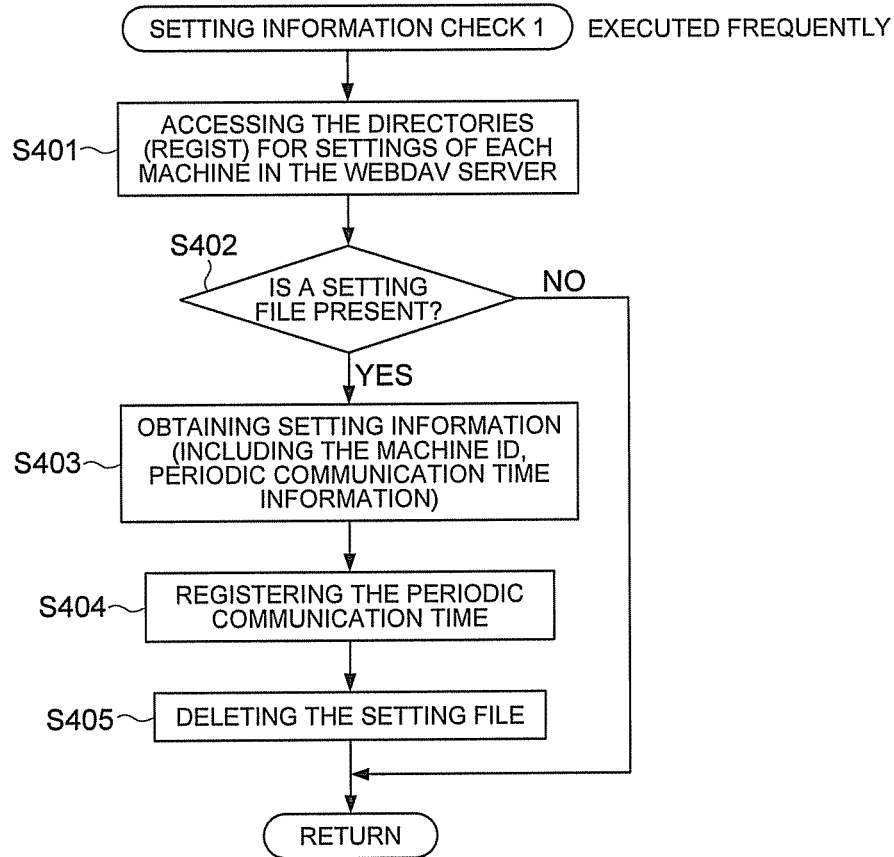 SETTING INFORMATION CHECK 1
EXECUTED FREQUENTLY
S401
ACCESSING THE DIRECTORIES
(REGIST) FOR SETTINGS OF EACH
MACHINE IN THE WEBDAV SERVER
S402
IS A SETTING
FILE PRESENT?
NO
YES
S403
OBTAINING SETTING INFORMATION
(INCLUDING THE MACHINE ID,
PERIODIC COMMUNICATION TIME
INFORMATION)
S404
REGISTERING THE PERIODIC
COMMUNICATION TIME
S405
DELETING THE SETTING FILE
RETURN